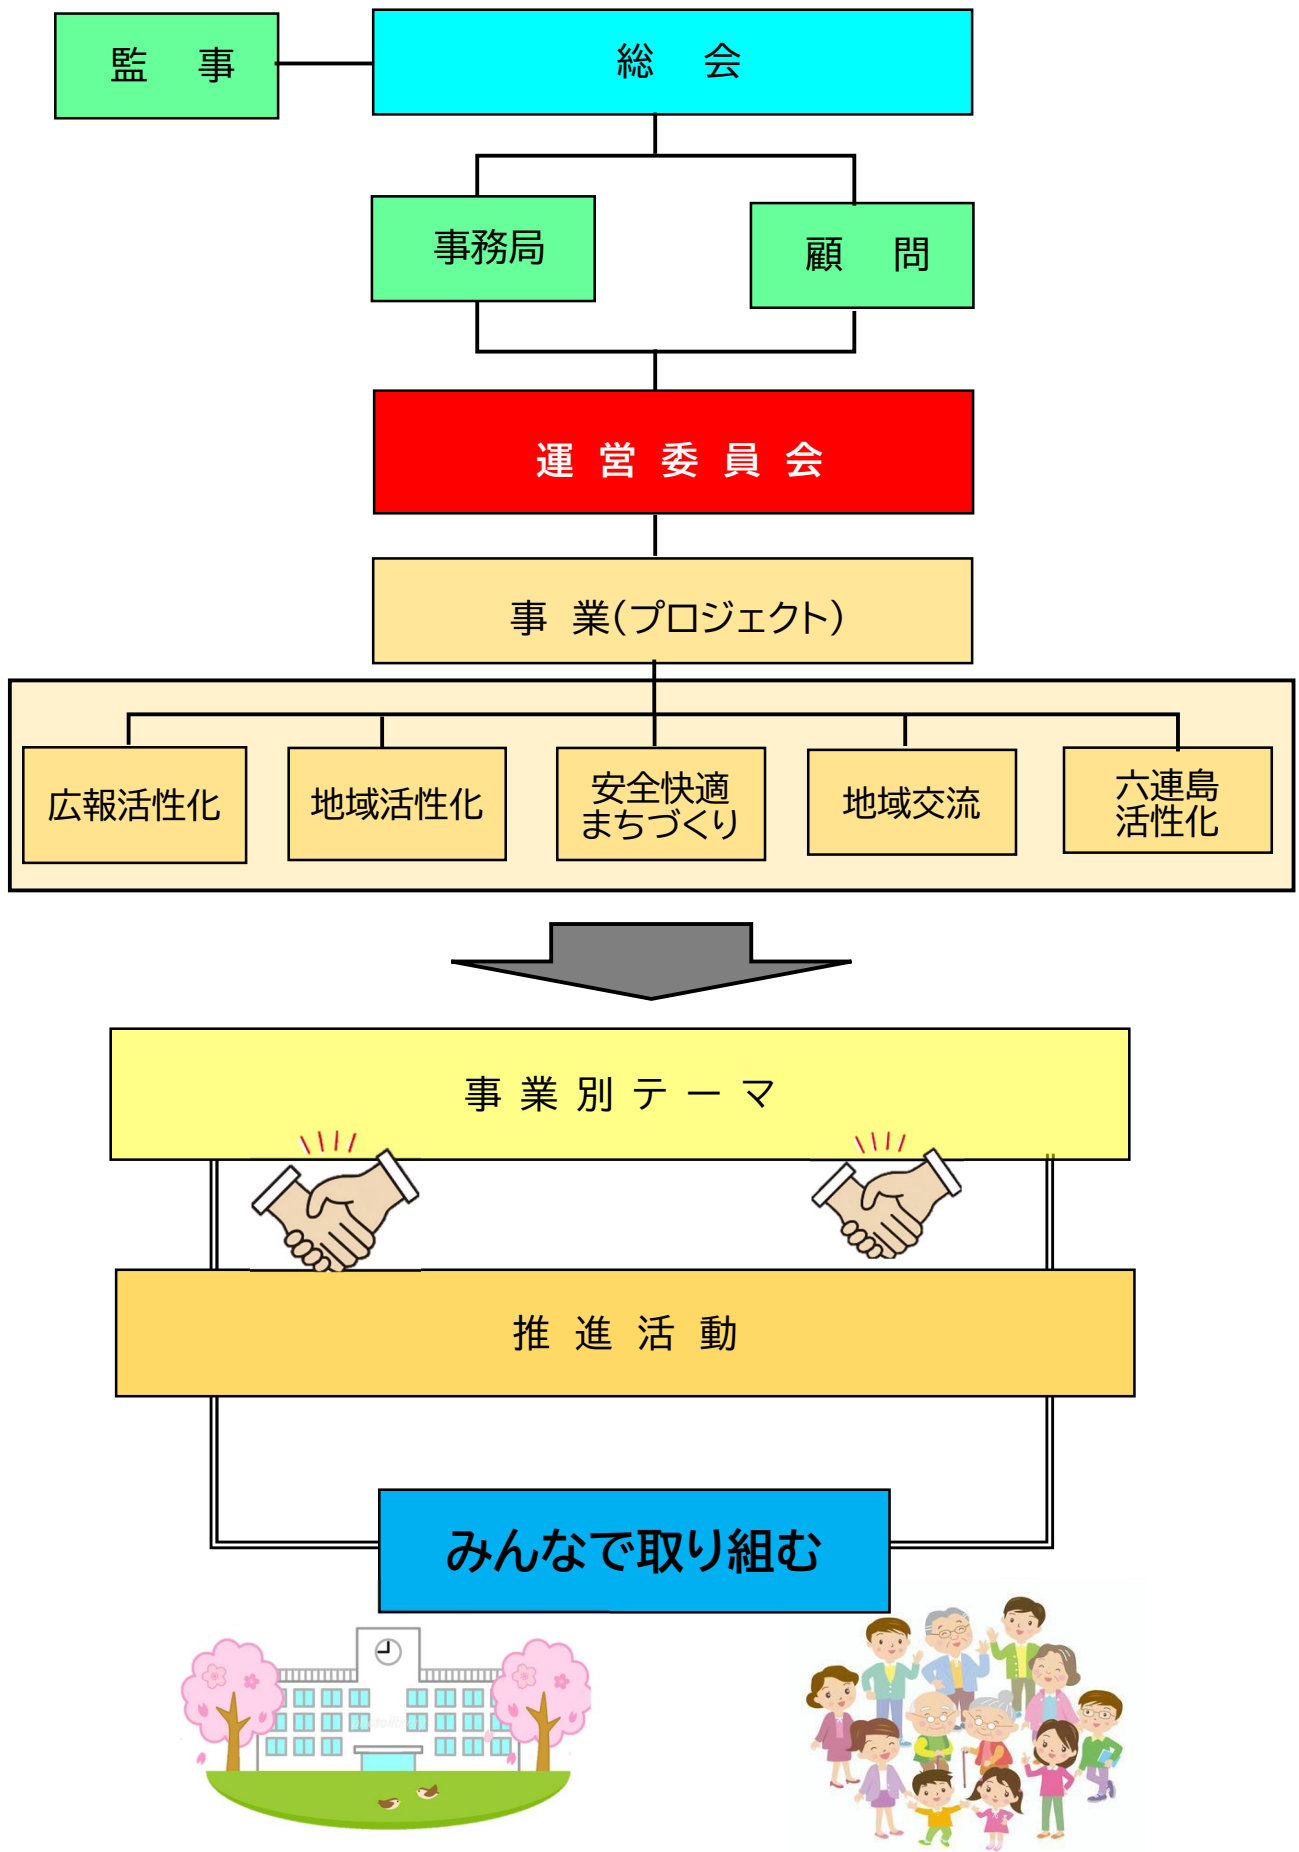 監　事
総　会
事務局
顧　問
運営委員会
事 業(プロジェクト)
広報活性化
地域活性化
安全快適
まちづくり
地域交流
六連島
活性化
事業別テーマ
推進活動
みんなで取り組む